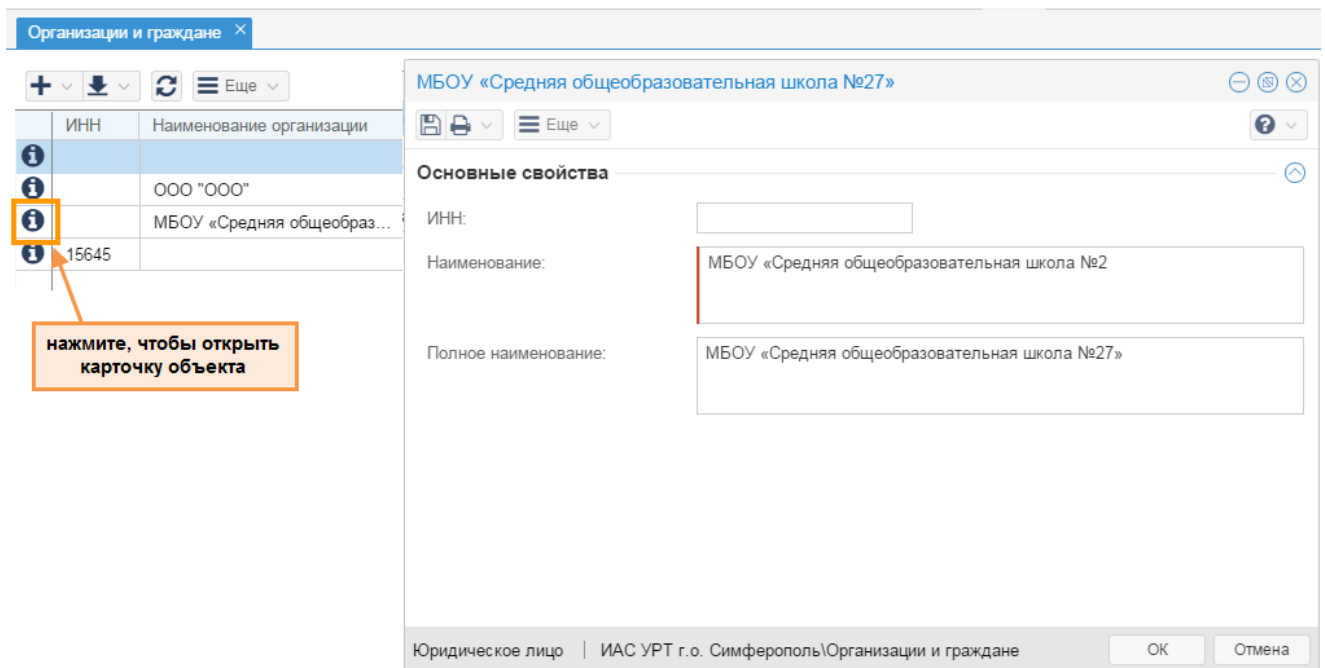 Организации и граждане
Еще
ИНН Наименование организации
ООО "ООО"
МБОУ «Средняя общеобраз...
15645
нажмите, чтобы открыть
карточку объекта
МБОУ «Средняя общеобразовательная школа №27»
Еще
Основные свойства
ИНН:
Наименование: МБОУ «Средняя общеобразовательная школа №2
Полное наименование: МБОУ «Средняя общеобразовательная школа №27»
Юридическое лицо | ИАС УРТ г.о. Симферополь\Организации и граждане ОК Отмена